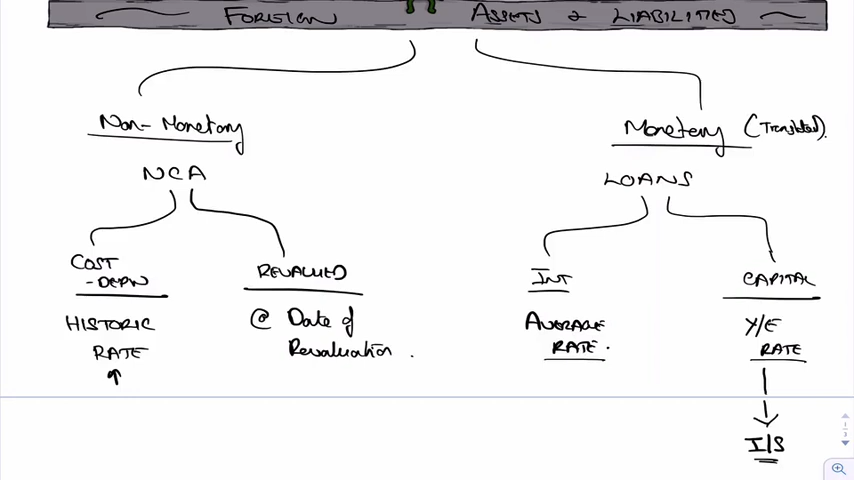 FOREIGN ASSETS & LIABILITIES
Non-Monetary
Monetary (Translated).
NCA
LOANS
COST
- DEPN
REVALUED
INT
CAPITAL
HISTORIC
RATE
@ Date of
Revaluation.
AVERAGE
RATE.
Y/E
RATE
I/S